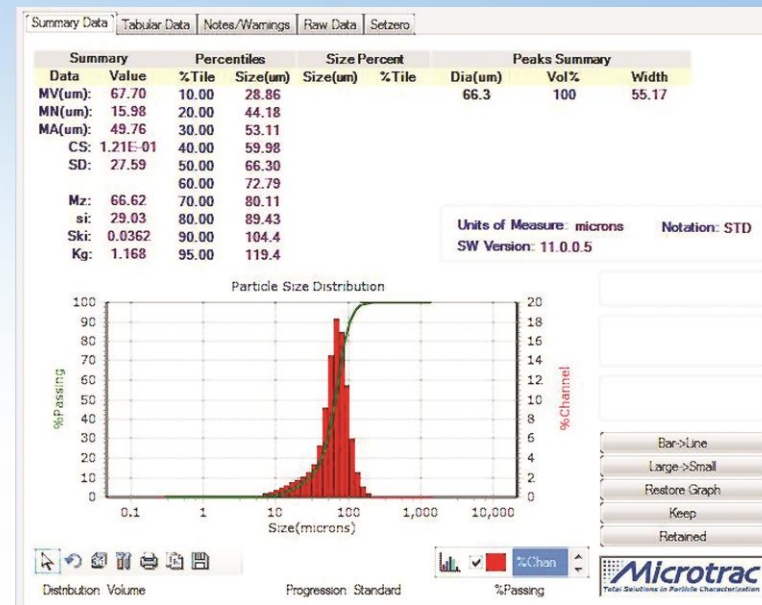 Summary Data Tabular Data Notes/Warnings Raw Data Setzero
Summary Percentiles Size Percent Peaks Summary
Data Value %Tile Size(um) Size(um) %Tile Dia(um) Vol% Width
MV(um): 67.70 10.00 28.86 66.3 100 55.17
MN(um): 15.98 20.00 44.18
MA(um): 49.76 30.00 53.11
CS: 1.21E-01 40.00 59.98
SD: 27.59 50.00 66.30
60.00 72.79
Mz: 66.62 70.00 80.11
si: 29.03 80.00 89.43
Ski: 0.0362 90.00 104.4
Kg: 1.168 95.00 119.4
Units of Measure: microns Notation: STD
SW Version: 11.0.0.5
Particle Size Distribution
100 20
90 18
80 16
70 14
60 12
50 10
40 8
30 6
20 4
10 2
0 0
%Passing
%Channel
0.1 1 10 100 1,000 10,000
Size(microns)
Bar->Line
Large->Small
Restore Graph
Keep
Retained
%Chan
Distribution Volume Progression Standard %Passing
Microtrac
Total Solutions in Particle Characterization